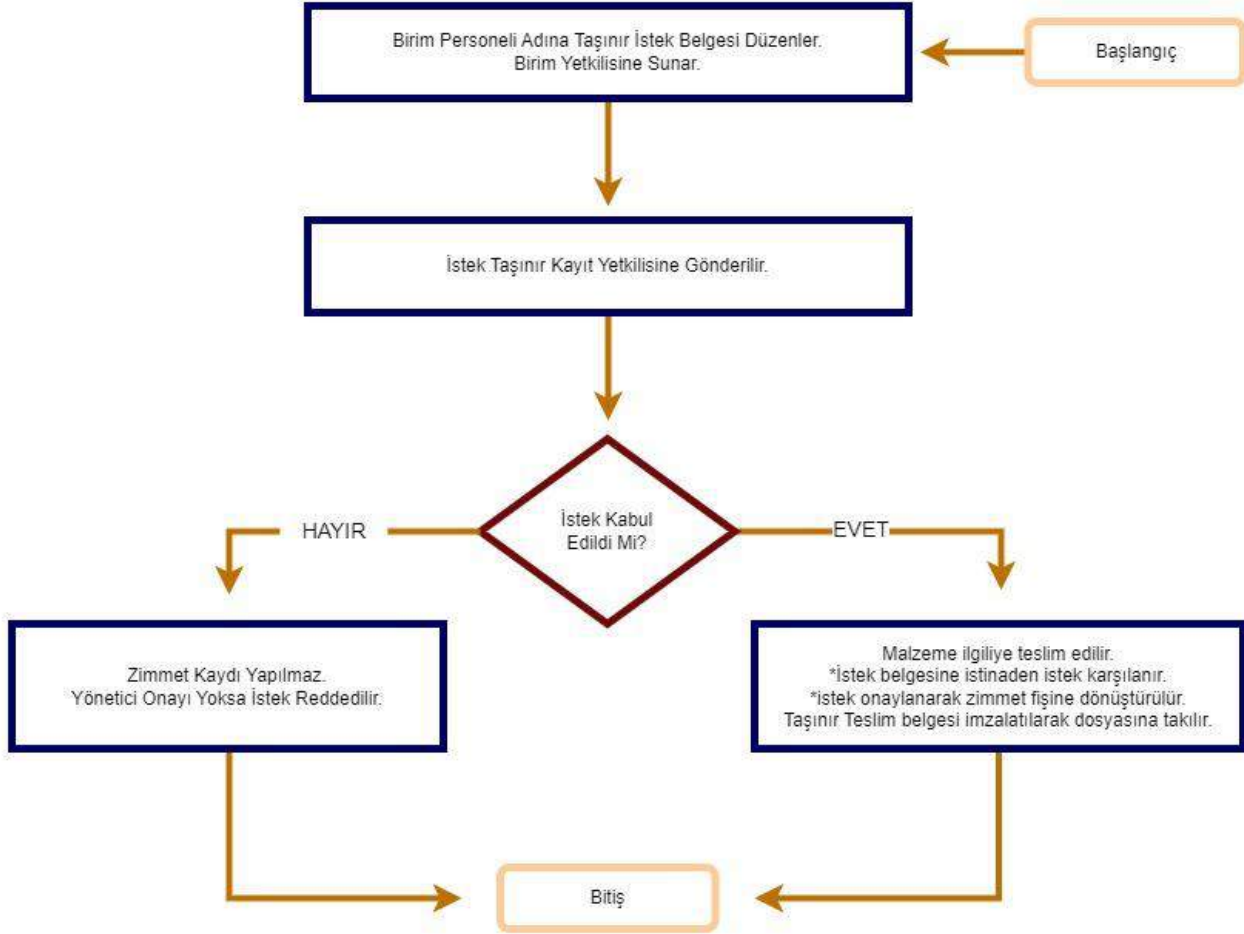 Başlangıç
Birim Personeli Adına Taşınır İstek Belgesi Düzenler.
Birim Yetkilisine Sunar.
İstek Taşınır Kayıt Yetkilisine Gönderilir.
İstek Kabul
Edildi Mi?
HAYIR
EVET
Zimmet Kaydı Yapılmaz.
Yönetici Onayı Yoksa İstek Reddedilir.
Malzeme ilgiliye teslim edilir.
*İstek belgesine istinaden istek karşılanır.
*istek onaylanarak zimmet fişine dönüştürülür.
Taşınır Teslim belgesi imzalatılarak dosyasına takılır.
Bitiş